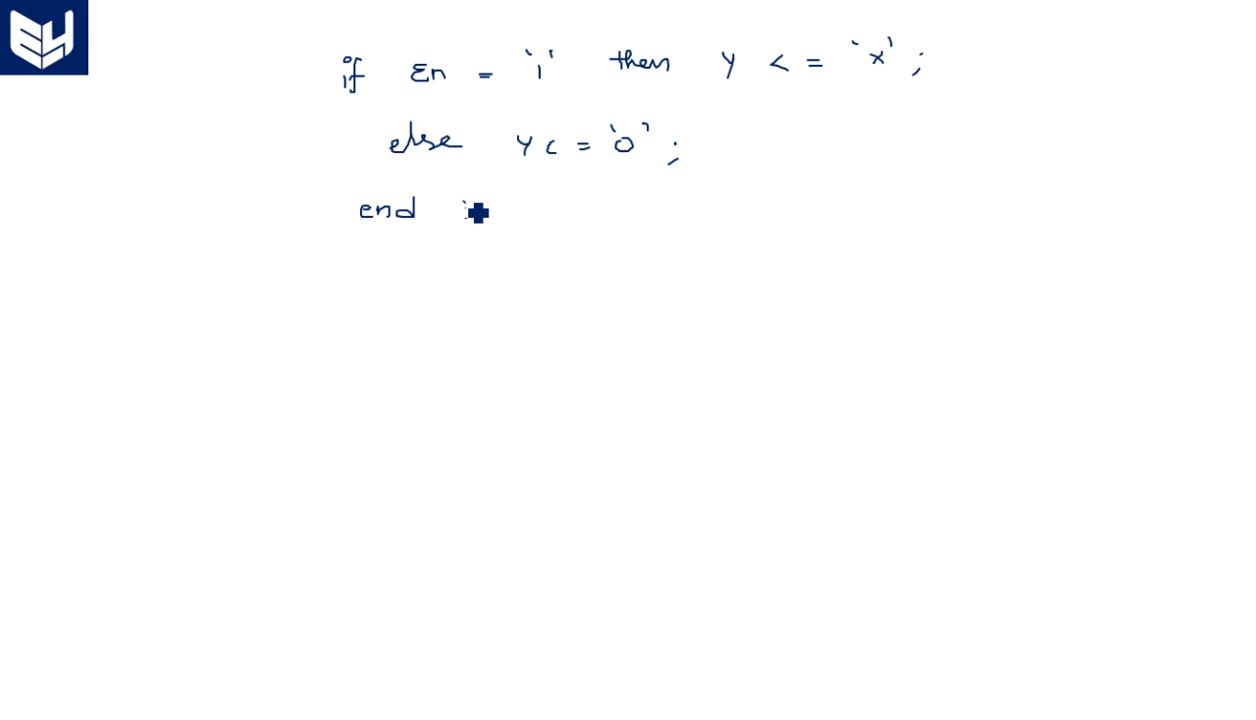 if En = '1' then Y <= 'x' ;
else Y <= '0' ;
end